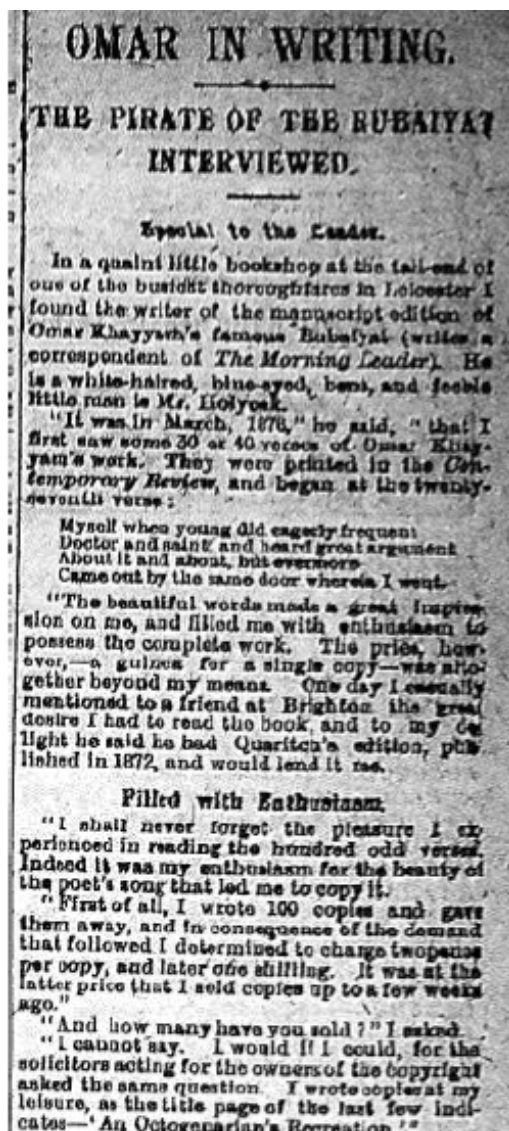 OMAR IN WRITING.
THE PIRATE OF THE RUBAIYAT
INTERVIEWED.
Special to the Leader.
In a quaint little bookshop at the tail-end of
one of the busiest thoroughfares in Leicester I
found the writer of the manuscript edition of
Omar Khayyam's famous Rubaiyat (writes a
correspondent of The Morning Leader). He
is a white-haired, blue-eyed, bent, and feeble
little man is Mr. Holyoak.
"It was in March, 1876," he said, "that I
first saw some 30 or 40 verses of Omar Khay-
yam's work. They were printed in the Con-
temporary Review, and began at the twenty-
seventh verse:
Myself when young did eagerly frequent
Doctor and saint and heard great argument
About it and about, but evermore
Came out by the same door wherein I went.
"The beautiful words made a great impres-
sion on me, and filled me with enthusiasm to
possess the complete work. The price, how-
ever,—a guinea for a single copy—was alto-
gether beyond my means. One day I casually
mentioned to a friend at Brighton the great
desire I had to read the book, and to my de
light he said he had Quaritch's edition, pub
lished in 1872, and would lend it me.
Filled with Enthusiasm.
"I shall never forget the pleasure I ex
perienced in reading the hundred odd verses.
Indeed it was my enthusiasm for the beauty of
the poet's song that led me to copy it.
"First of all, I wrote 100 copies and gave
them away, and in consequence of the demand
that followed I determined to charge twopence
per copy, and later one shilling. It was at the
latter price that I sold copies up to a few weeks
ago."
"And how many have you sold?" I asked.
"I cannot say. I would if I could, for the
solicitors acting for the owners of the copyright
asked the same question. I wrote copies at my
leisure, as the title page of the last few indi-
cates—'An Octogenarian's Recreation.'"